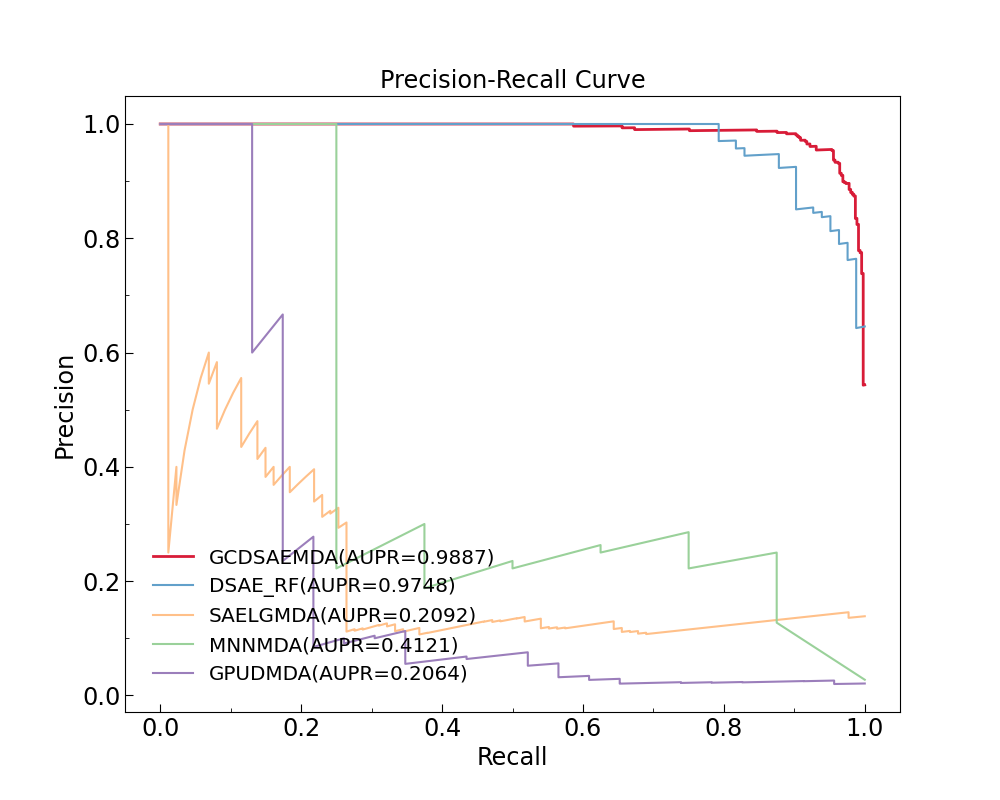 Precision-Recall Curve
Precision
1.0
0.8
0.6
0.4
0.2
0.0
GCDSAEMDA(AUPR=0.9887)
DSAE_RF(AUPR=0.9748)
SAELGMDA(AUPR=0.2092)
MNNMDA(AUPR=0.4121)
GPUDMDA(AUPR=0.2064)
0.0 0.2 0.4 0.6 0.8 1.0
Recall